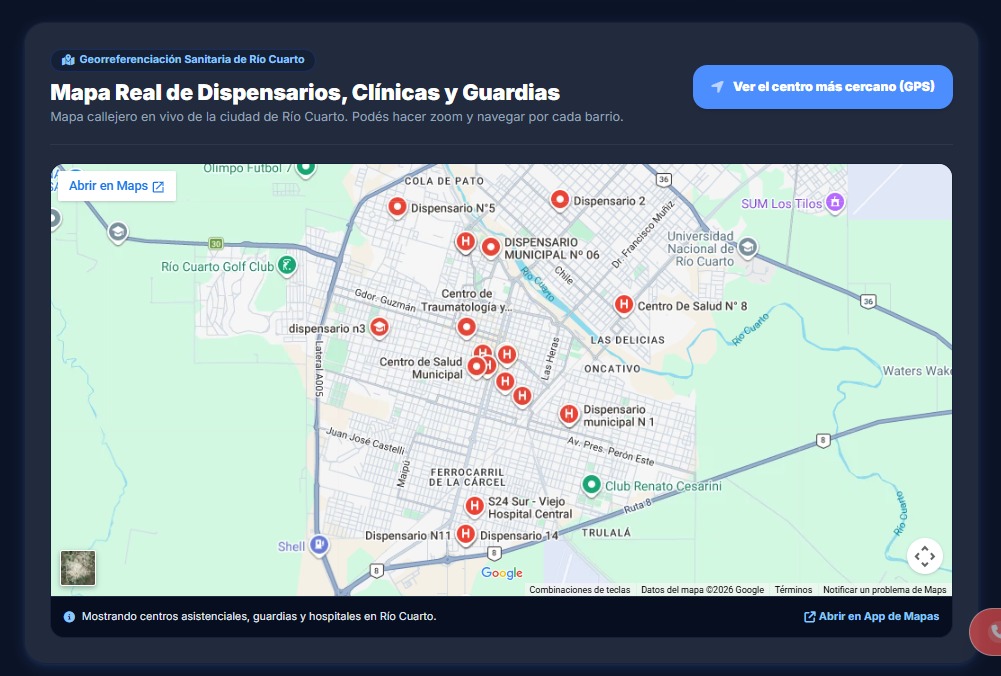 Georreferenciación Sanitaria de Río Cuarto
Mapa Real de Dispensarios, Clínicas y Guardias
Mapa callejero en vivo de la ciudad de Río Cuarto. Podés hacer zoom y navegar por cada barrio.
Ver el centro más cercano (GPS)
Olimpo Futbol 7
Abrir en Maps
COLA DE PATO
36
Dispensario N°5
Dispensario 2
SUM Los Tilos
Dr. Francisco Muñiz
30
DISPENSARIO
MUNICIPAL Nº 06
Universidad
Nacional de
Río Cuarto
Río Cuarto Golf Club
Chile
Río Cuarto
Gdor. Guzmán
Centro de
Traumatología y...
Centro De Salud N° 8
36
Río Cuarto
dispensario n3
LAS DELICIAS
Lateral A005
Las Heras
Centro de Salud
Municipal
ONCATIVO
Waters Wake
Dispensario
municipal N 1
Juan José Castelli
Av. Pres. Perón Este
8
Maipú
FERROCARRIL
DE LA CÁRCEL
Club Renato Cesarini
S24 Sur - Viejo
Hospital Central
Ruta 8
Río Cuarto
Dispensario N11
Dispensario 14
TRULALÁ
Shell
8
8
Google
Combinaciones de teclas
Datos del mapa ©2026 Google
Términos
Notificar un problema de Maps
Mostrando centros asistenciales, guardias y hospitales en Río Cuarto.
Abrir en App de Mapas